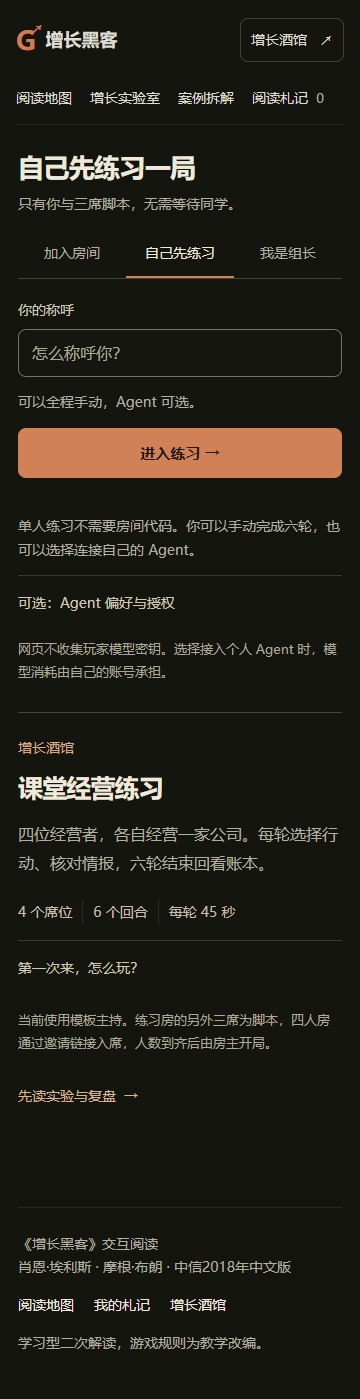 G 增长黑客
增长酒馆 ↗
阅读地图 增长实验室 案例拆解 阅读札记 0
自己先练习一局
只有你与三席脚本，无需等待同学。
加入房间 自己先练习 我是组长
你的称呼
怎么称呼你？
可以全程手动，Agent 可选。
进入练习 →
单人练习不需要房间代码。你可以手动完成六轮，也
可以选择连接自己的 Agent。
可选：Agent 偏好与授权
网页不收集玩家模型密钥。选择接入个人 Agent 时，模
型消耗由自己的账号承担。
增长酒馆
课堂经营练习
四位经营者，各自经营一家公司。每轮选择行
动、核对情报，六轮结束回看账本。
4 个席位 6 个回合 每轮 45 秒
第一次来，怎么玩？
当前使用模板主持。练习房的另外三席为脚本，四人房
通过邀请链接入席，人数到齐后由房主开局。
先读实验与复盘 →
《增长黑客》交互阅读
肖恩·埃利斯 · 摩根·布朗 · 中信2018年中文版
阅读地图 我的札记 增长酒馆
学习型二次解读，游戏规则为教学改编。